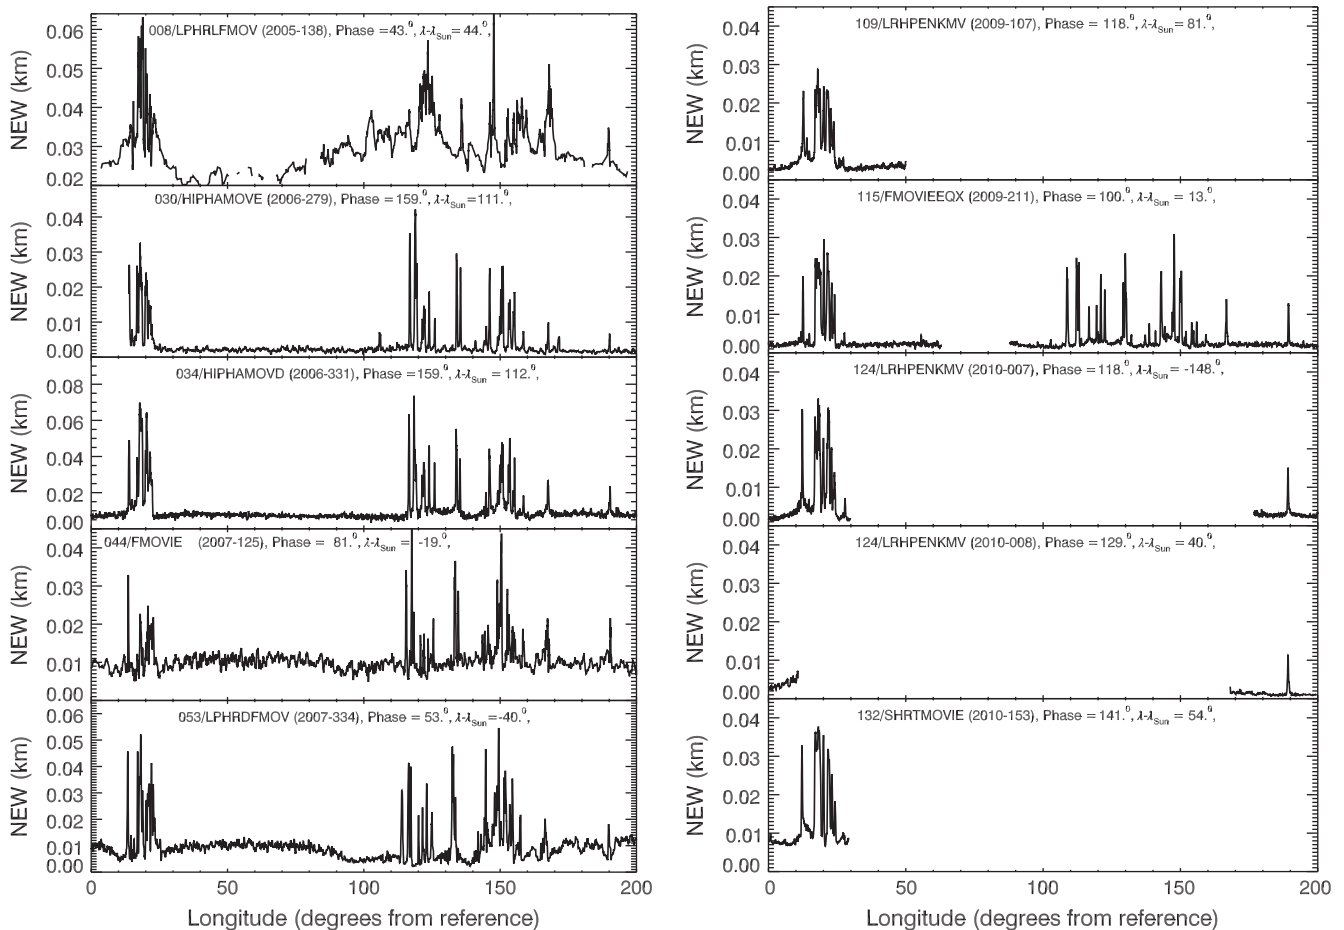 008/LPHRLFMOV (2005-138), Phase =43.°, λ-λSun= 44.°,
NEW (km)
0.06
0.05
0.04
0.03
0.02
030/HIPHAMOVE (2006-279), Phase = 159.°, λ-λSun=111.°,
NEW (km)
0.04
0.03
0.02
0.01
0.00
034/HIPHAMOVD (2006-331), Phase = 159.°, λ-λSun = 112.°,
NEW (km)
0.08
0.06
0.04
0.02
0.00
044/FMOVIE (2007-125), Phase = 81.°, λ-λSun = -19.°,
NEW (km)
0.04
0.03
0.02
0.01
0.00
053/LPHRDFMOV (2007-334), Phase = 53.°, λ-λSun=-40.°,
NEW (km)
0.06
0.05
0.04
0.03
0.02
0.01
0.00
0 50 100 150 200
Longitude (degrees from reference)
109/LRHPENKMV (2009-107), Phase = 118.°, λ-λSun = 81.°,
NEW (km)
0.04
0.03
0.02
0.01
0.00
115/FMOVIEEQX (2009-211), Phase = 100.°, λ-λSun = 13.°,
NEW (km)
0.04
0.03
0.02
0.01
0.00
124/LRHPENKMV (2010-007), Phase = 118.°, λ-λSun = -148.°,
NEW (km)
0.04
0.03
0.02
0.01
0.00
124/LRHPENKMV (2010-008), Phase = 129.°, λ-λSun = 40.°,
NEW (km)
0.04
0.03
0.02
0.01
0.00
132/SHRTMOVIE (2010-153), Phase = 141.°, λ-λSun = 54.°,
NEW (km)
0.04
0.03
0.02
0.01
0.00
0 50 100 150 200
Longitude (degrees from reference)